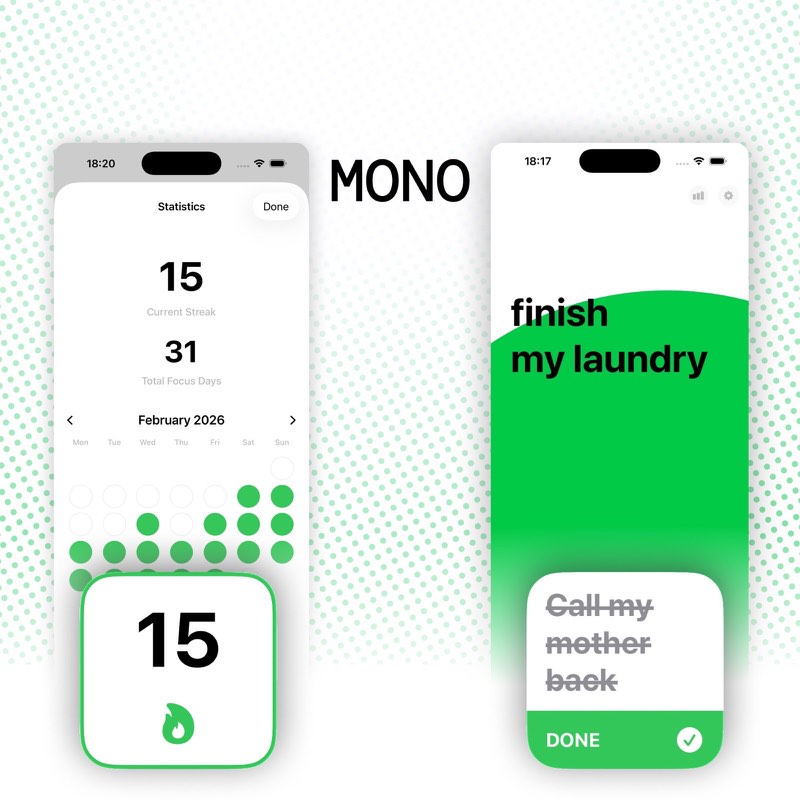 MONO
18:20
Statistics
Done
15
Current Streak
31
Total Focus Days
February 2026
Mon Tue Wed Thu Fri Sat Sun
15
18:17
finish
my laundry
Call my
mother
back
DONE